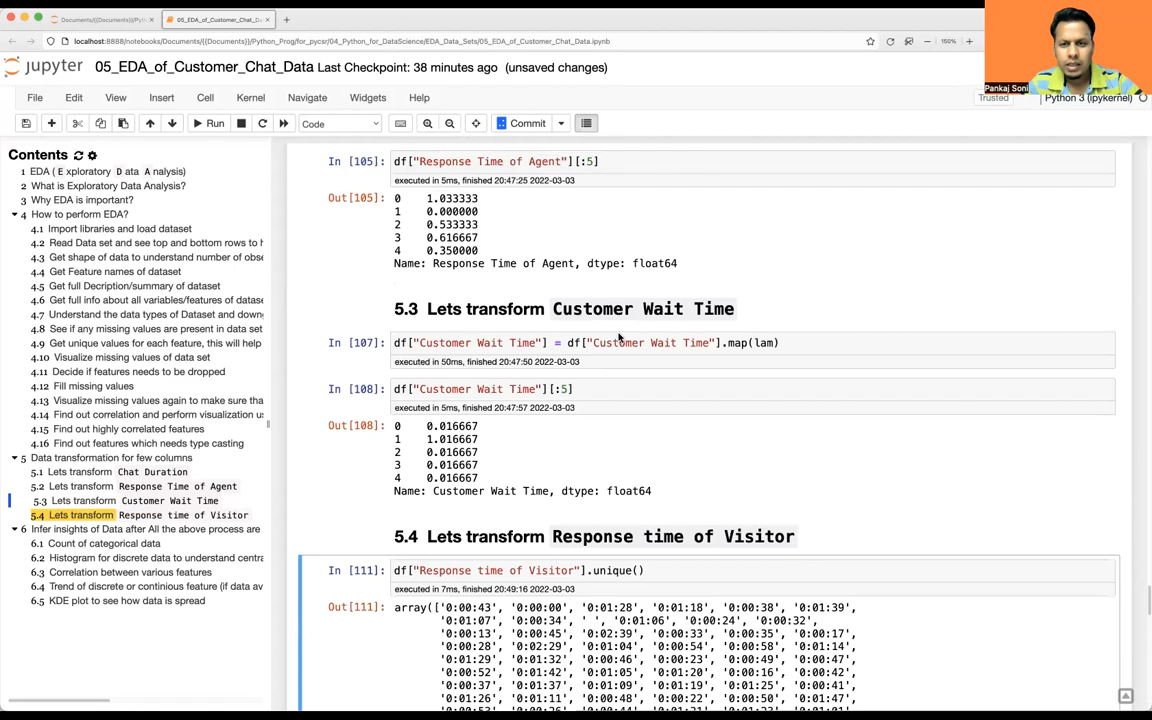 Documents/{{Documents}}/Pyth
05_EDA_of_Customer_Chat_Da
localhost:8888/notebooks/Documents/{{Documents}}/Python_Prog/for_pycsr/04_Python_for_DataScience/EDA_Data_Sets/05_EDA_of_Customer_Chat_Data.ipynb
150%
jupyter 05_EDA_of_Customer_Chat_Data Last Checkpoint: 38 minutes ago (unsaved changes)
Pankaj Soni
File Edit View Insert Cell Kernel Navigate Widgets Help
Trusted Python 3 (ipykernel)
Run Code Commit
Contents
1 EDA ( E xploratory D ata A nalysis)
2 What is Exploratory Data Analysis?
3 Why EDA is important?
4 How to perform EDA?
4.1 Import libraries and load dataset
4.2 Read Data set and see top and bottom rows to h
4.3 Get shape of data to understand number of obse
4.4 Get Feature names of dataset
4.5 Get full Decription/summary of dataset
4.6 Get full info about all variables/features of datase
4.7 Understand the data types of Dataset and down
4.8 See if any missing values are present in data set
4.9 Get unique values for each feature, this will help
4.10 Visualize missing values of data set
4.11 Decide if features needs to be dropped
4.12 Fill missing values
4.13 Visualize missing values again to make sure tha
4.14 Find out correlation and perform visualization u
4.15 Find out highly correlated features
4.16 Find out features which needs type casting
5 Data transformation for few columns
5.1 Lets transform Chat Duration
5.2 Lets transform Response Time of Agent
5.3 Lets transform Customer Wait Time
5.4 Lets transform Response time of Visitor
6 Infer insights of Data after All the above process are
6.1 Count of categorical data
6.2 Histogram for discrete data to understand centra
6.3 Correlation between various features
6.4 Trend of discrete or continious feature (if data av
6.5 KDE plot to see how data is spread
In [105]: df["Response Time of Agent"][:5]
executed in 5ms, finished 20:47:25 2022-03-03
Out[105]: 0 1.033333
1 0.000000
2 0.533333
3 0.616667
4 0.350000
Name: Response Time of Agent, dtype: float64
5.3 Lets transform Customer Wait Time
In [107]: df["Customer Wait Time"] = df["Customer Wait Time"].map(lam)
executed in 50ms, finished 20:47:50 2022-03-03
In [108]: df["Customer Wait Time"][:5]
executed in 5ms, finished 20:47:57 2022-03-03
Out[108]: 0 0.016667
1 1.016667
2 0.016667
3 0.016667
4 0.016667
Name: Customer Wait Time, dtype: float64
5.4 Lets transform Response time of Visitor
In [111]: df["Response time of Visitor"].unique()
executed in 7ms, finished 20:49:16 2022-03-03
Out[111]: array(['0:00:43', '0:00:00', '0:01:28', '0:01:18', '0:00:38', '0:01:39',
'0:01:07', '0:00:34', ' ', '0:01:06', '0:00:24', '0:00:32',
'0:00:13', '0:00:45', '0:02:39', '0:00:33', '0:00:35', '0:00:17',
'0:00:28', '0:02:29', '0:01:04', '0:00:54', '0:00:58', '0:01:14',
'0:01:29', '0:01:32', '0:00:46', '0:00:23', '0:00:49', '0:00:47',
'0:00:52', '0:01:42', '0:01:05', '0:01:20', '0:00:16', '0:00:42',
'0:00:37', '0:01:37', '0:01:09', '0:01:19', '0:01:25', '0:00:41',
'0:01:26', '0:01:11', '0:00:48', '0:00:22', '0:00:50', '0:00:56',